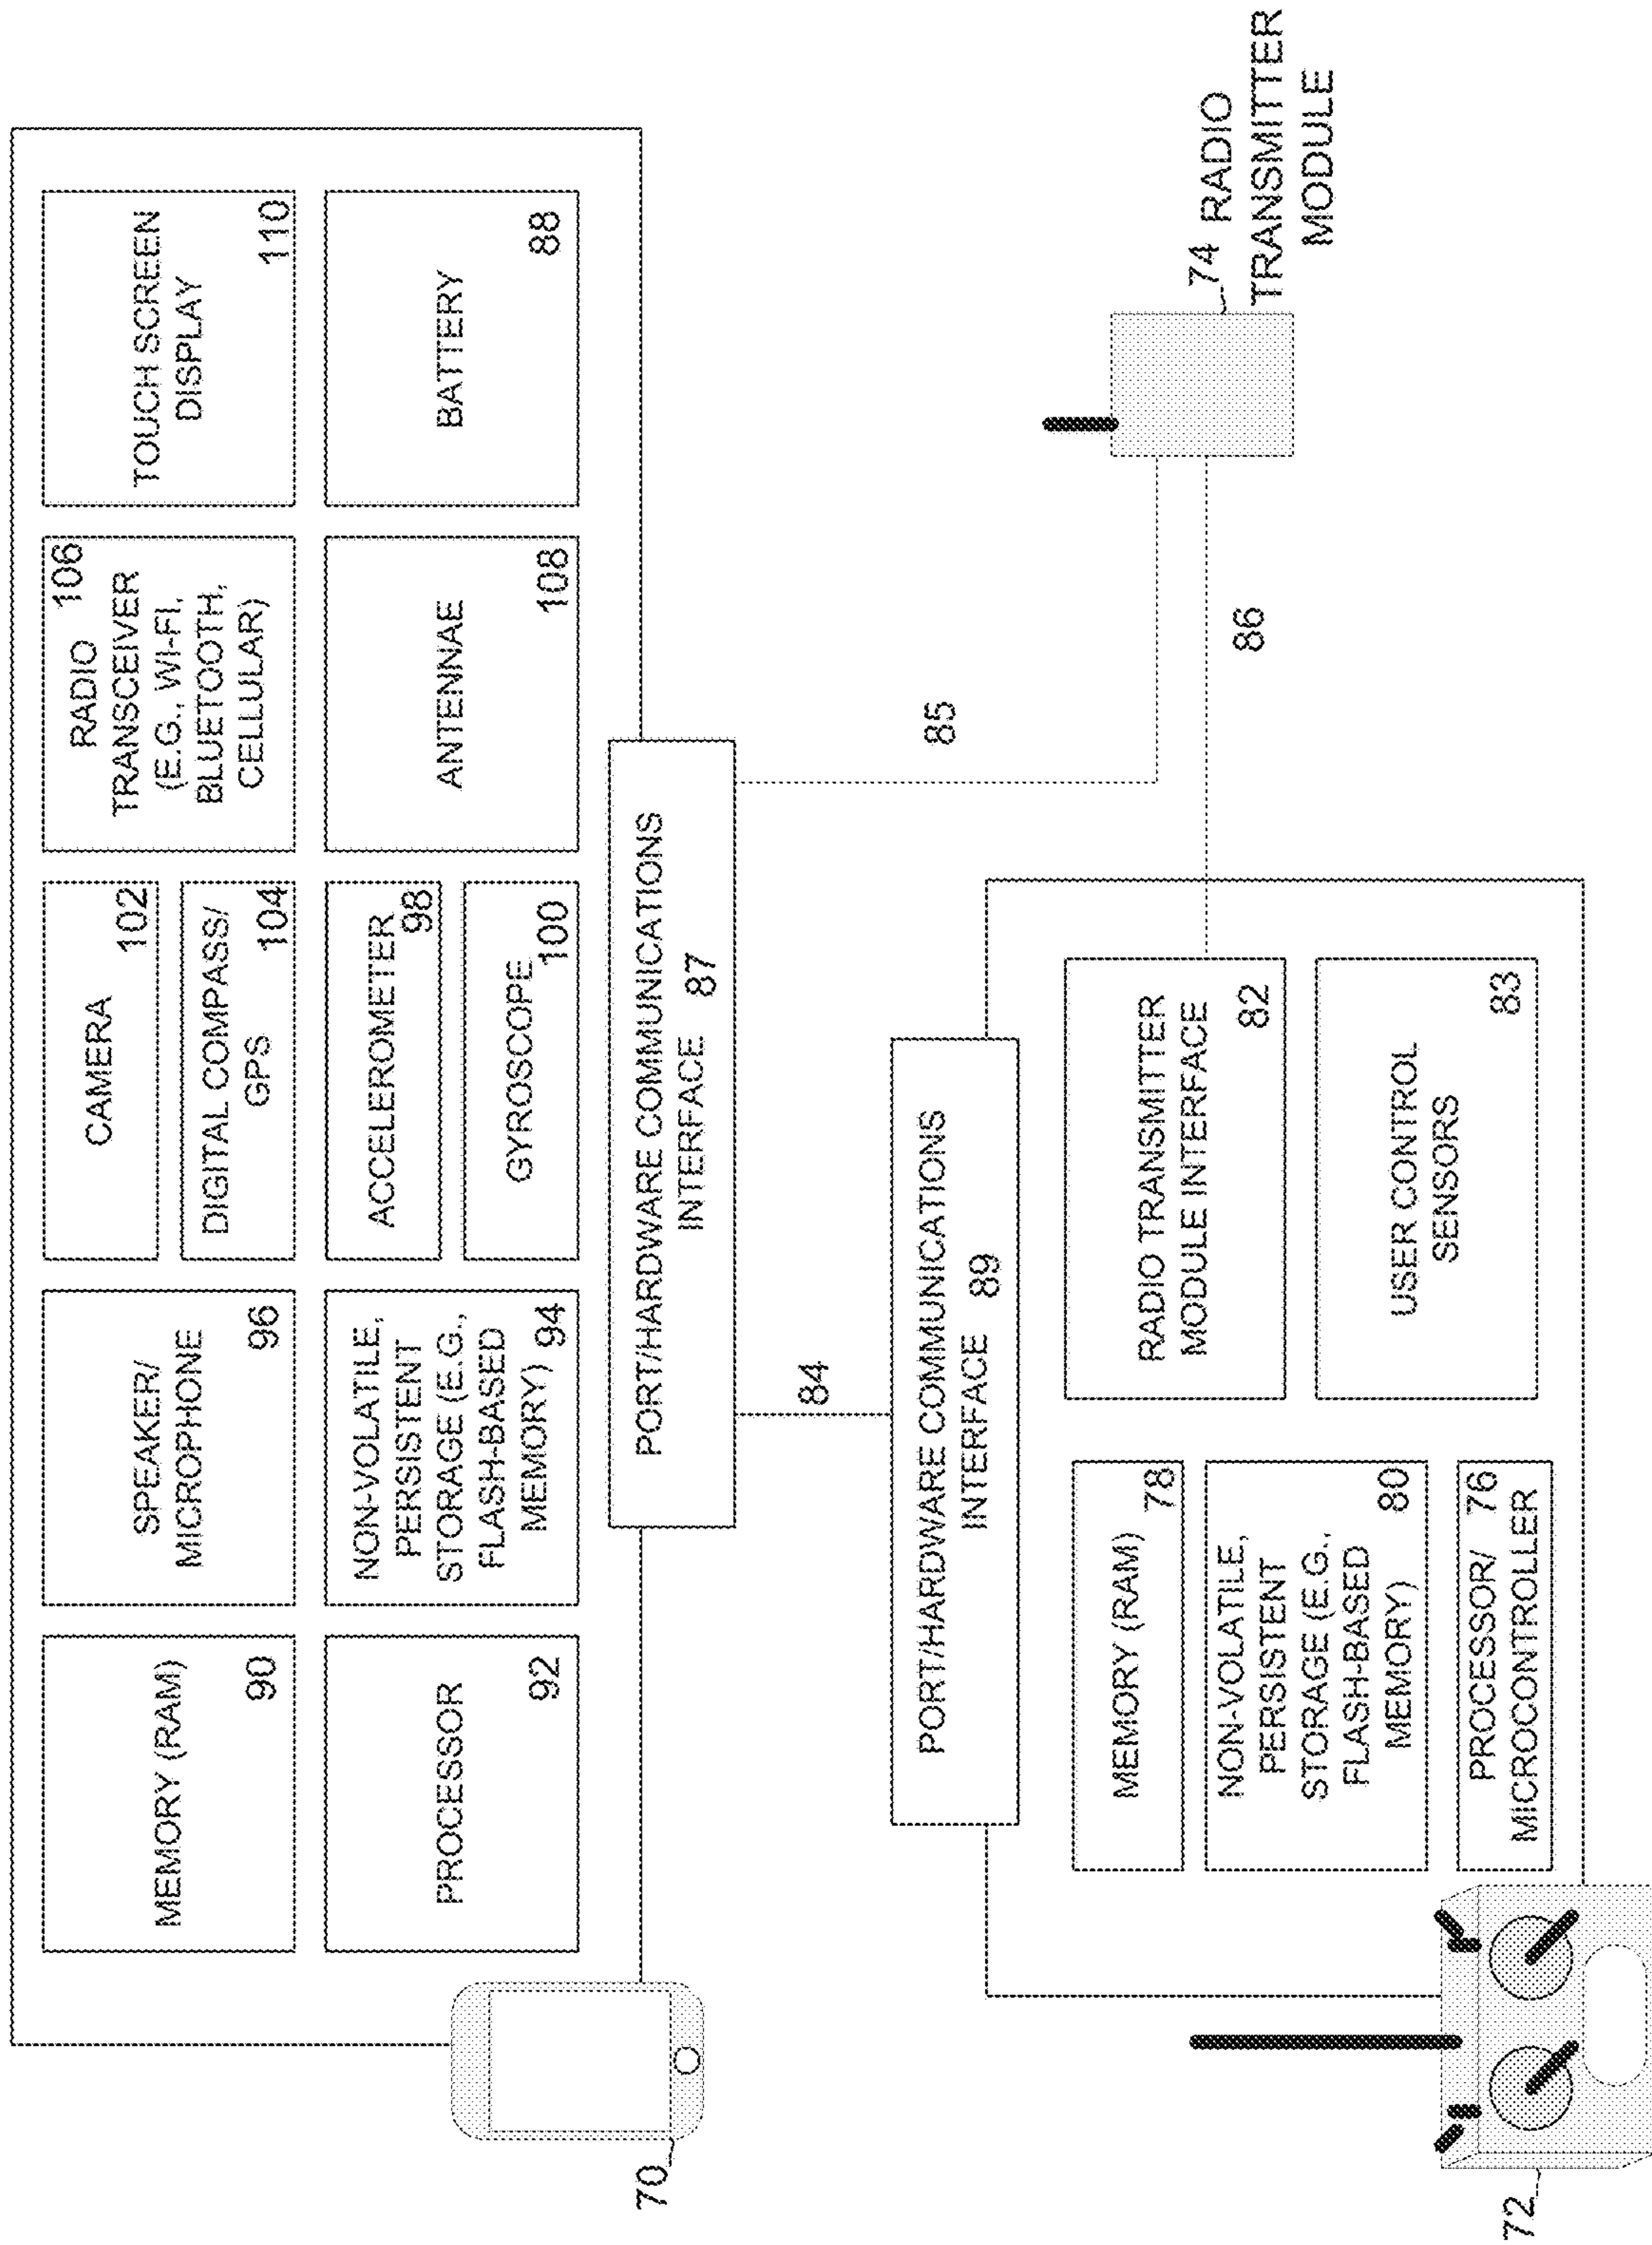 MEMORY (RAM)
90
SPEAKER/
MICROPHONE
96
CAMERA
102
DIGITAL COMPASS/
GPS
104
106
RADIO
TRANSCEIVER
(E.G., WI-FI,
BLUETOOTH,
CELLULAR)
TOUCH SCREEN
DISPLAY
110
PROCESSOR
92
NON-VOLATILE,
PERSISTENT
STORAGE (E.G.,
FLASH-BASED
MEMORY) 94
ACCELEROMETER
98
GYROSCOPE
100
ANTENNAE
108
BATTERY
88
70
PORT/HARDWARE COMMUNICATIONS
INTERFACE 87
84
85
PORT/HARDWARE COMMUNICATIONS
INTERFACE 89
86
74 RADIO
TRANSMITTER
MODULE
MEMORY (RAM)
78
NON-VOLATILE,
PERSISTENT
STORAGE (E.G.,
FLASH-BASED
MEMORY)
80
PROCESSOR/ 76
MICROCONTROLLER
RADIO TRANSMITTER
MODULE INTERFACE
82
USER CONTROL
SENSORS
83
72